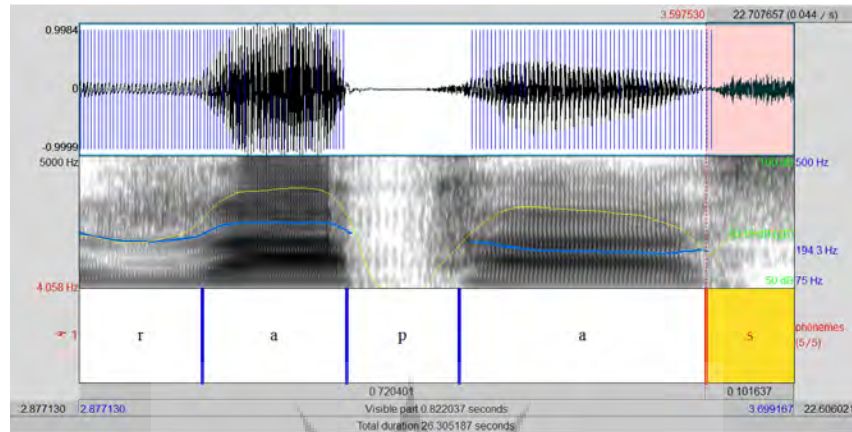 3.597530 22.707657 (0.044 / s)
0.9984
0
-0.9999
5000 Hz 500 Hz
194.3 Hz
4.058 Hz 50 dB 75 Hz
1 r a p a s phonemes
(5/5)
0.720401 0.101637
2.877130 2.877130 Visible part 0.822037 seconds 3.699167 22.606021
Total duration 26.305187 seconds